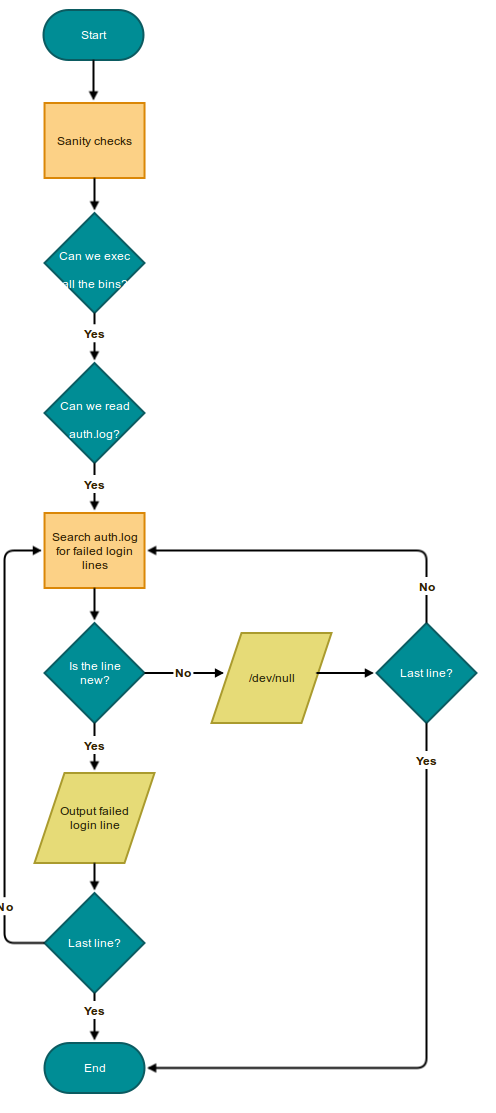 Start
Sanity checks
Can we exec
all the bins?
Yes
Can we read
auth.log?
Yes
Search auth.log
for failed login
lines
No
Is the line
new?
No
/dev/null
Last line?
Yes
Yes
Output failed
login line
No
Last line?
Yes
End